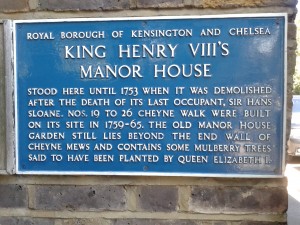 ROYAL BOROUGH OF KENSINGTON AND CHELSEA
KING HENRY VIII'S
MANOR HOUSE
STOOD HERE UNTIL 1753 WHEN IT WAS DEMOLISHED
AFTER THE DEATH OF ITS LAST OCCUPANT, SIR HANS
SLOANE. NOS. 19 TO 26 CHEYNE WALK WERE BUILT
ON ITS SITE IN 1759-65. THE OLD MANOR HOUSE
GARDEN STILL LIES BEYOND THE END WALL OF
CHEYNE MEWS AND CONTAINS SOME MULBERRY TREES
SAID TO HAVE BEEN PLANTED BY QUEEN ELIZABETH I.